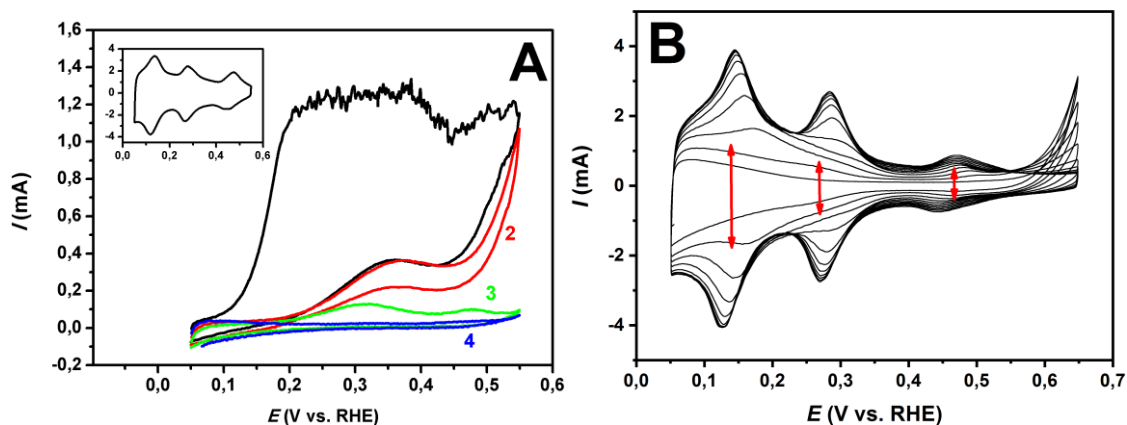 A
1,6
1,4
1,2
1,0
0,8
0,6
0,4
0,2
0,0
-0,2
I (mA)
4
2
0
-2
-4
0,0 0,2 0,4 0,6
2
3
4
0,0 0,1 0,2 0,3 0,4 0,5 0,6
E (V vs. RHE)
B
4
2
0
-2
-4
I (mA)
0,0 0,1 0,2 0,3 0,4 0,5 0,6 0,7
E (V vs. RHE)